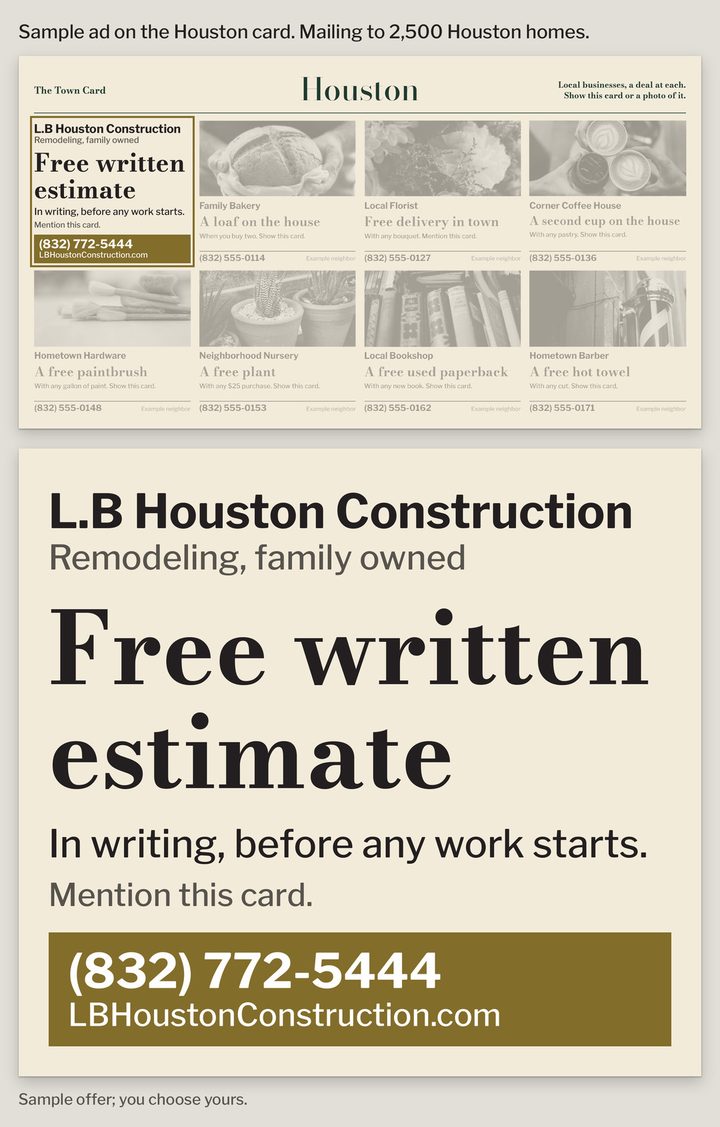 Sample ad on the Houston card. Mailing to 2,500 Houston homes.
The Town Card
Houston
Local businesses, a deal at each.
Show this card or a photo of it.
L.B Houston Construction
Remodeling, family owned
Free written
estimate
In writing, before any work starts.
Mention this card.
(832) 772-5444
LBHoustonConstruction.com
Family Bakery
A loaf on the house
When you buy two. Show this card.
(832) 555-0114 Example neighbor
Local Florist
Free delivery in town
With any bouquet. Mention this card.
(832) 555-0127 Example neighbor
Corner Coffee House
A second cup on the house
With any pastry. Show this card.
(832) 555-0136 Example neighbor
Hometown Hardware
A free paintbrush
With any gallon of paint. Show this card.
(832) 555-0148 Example neighbor
Neighborhood Nursery
A free plant
With any $25 purchase. Show this card.
(832) 555-0153 Example neighbor
Local Bookshop
A free used paperback
With any new book. Show this card.
(832) 555-0162 Example neighbor
Hometown Barber
A free hot towel
With any cut. Show this card.
(832) 555-0171 Example neighbor
L.B Houston Construction
Remodeling, family owned
Free written
estimate
In writing, before any work starts.
Mention this card.
(832) 772-5444
LBHoustonConstruction.com
Sample offer; you choose yours.